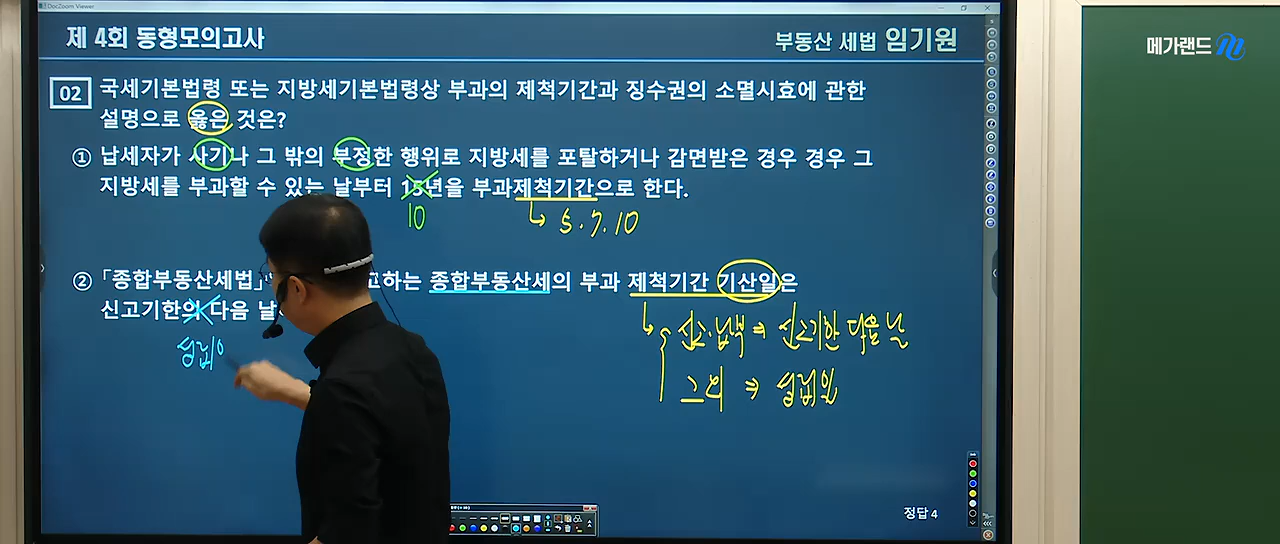 DocZoom Viewer
제 4회 동형모의고사
부동산 세법 임기원
메가랜드
02 국세기본법령 또는 지방세기본법령상 부과의 제척기간과 징수권의 소멸시효에 관한
설명으로 옳은 것은?
① 납세자가 사기나 그 밖의 부정한 행위로 지방세를 포탈하거나 감면받은 경우 경우 그
지방세를 부과할 수 있는 날부터 15년을 부과제척기간으로 한다.
10
5.7.10
② 「종합부동산세법」 고하는 종합부동산세의 부과 제척기간 기산일은
신고기한의 다음 날
신고.납부 ⇒ 신고기한 다음 날
성립
그 외 ⇒ 성립일
정답 4